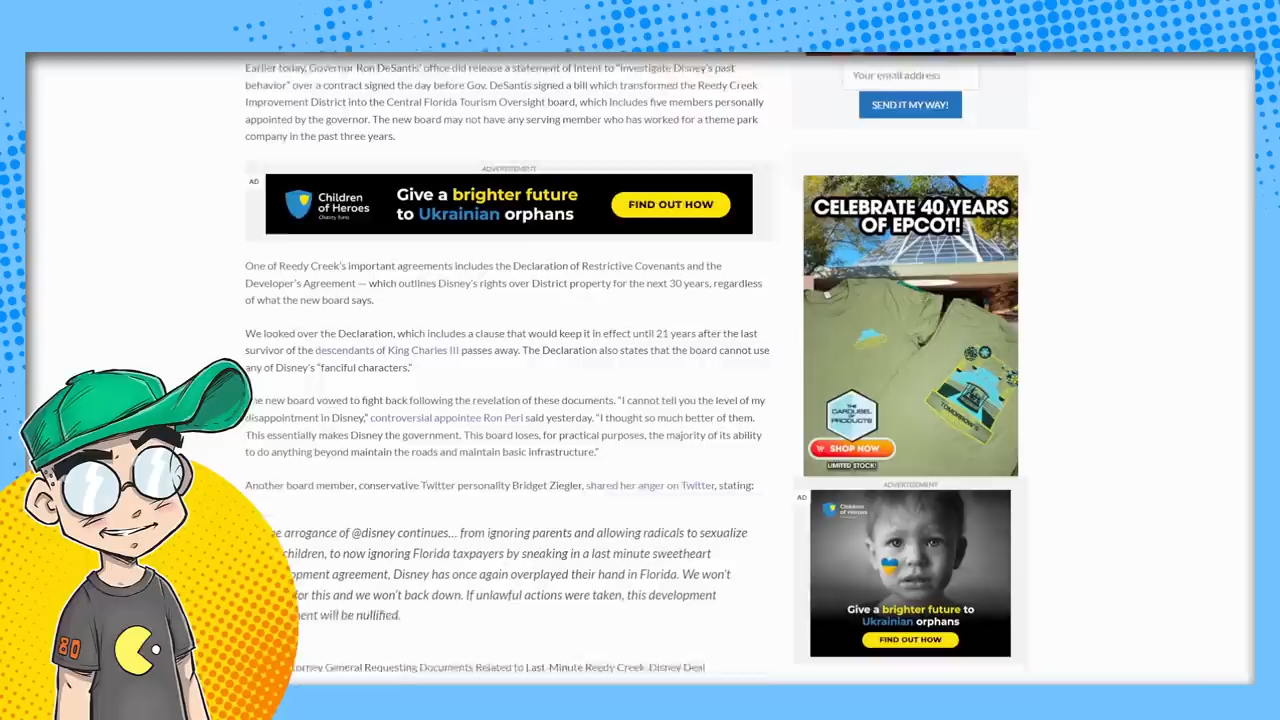 Earlier today, Governor Ron DeSantis' office did release a statement of intent to "investigate Disney's past
behavior" over a contract signed the day before Gov. DeSantis signed a bill which transformed the Reedy Creek
Improvement District into the Central Florida Tourism Oversight board, which includes five members personally
appointed by the governor. The new board may not have any serving member who has worked for a theme park
company in the past three years.
ADVERTISEMENT
AD
Children
of Heroes
Charity fund
Give a brighter future
to Ukrainian orphans
FIND OUT HOW
One of Reedy Creek's important agreements includes the Declaration of Restrictive Covenants and the
Developer's Agreement — which outlines Disney's rights over District property for the next 30 years, regardless
of what the new board says.
We looked over the Declaration, which includes a clause that would keep it in effect until 21 years after the last
survivor of the descendants of King Charles III passes away. The Declaration also states that the board cannot use
any of Disney's "fanciful characters."
he new board vowed to fight back following the revelation of these documents. "I cannot tell you the level of my
disappointment in Disney," controversial appointee Ron Peri said yesterday. "I thought so much better of them.
This essentially makes Disney the government. This board loses, for practical purposes, the majority of its ability
to do anything beyond maintain the roads and maintain basic infrastructure."
Another board member, conservative Twitter personality Bridget Ziegler, shared her anger on Twitter, stating:
e arrogance of @disney continues… from ignoring parents and allowing radicals to sexualize
children, to now ignoring Florida taxpayers by sneaking in a last minute sweetheart
opment agreement, Disney has once again overplayed their hand in Florida. We won't
for this and we won't back down. If unlawful actions were taken, this development
ent will be nullified.
orney General Requesting Documents Related to Last-Minute Reedy Creek Disney Deal
Your email address
SEND IT MY WAY!
CELEBRATE 40 YEARS
OF EPCOT!
TOMORROW'S
THE
CAROUSEL
OF
PRODUCTS
SHOP NOW
LIMITED STOCK!
ADVERTISEMENT
AD
Children
of Heroes
Give a brighter future to
Ukrainian orphans
FIND OUT HOW
80